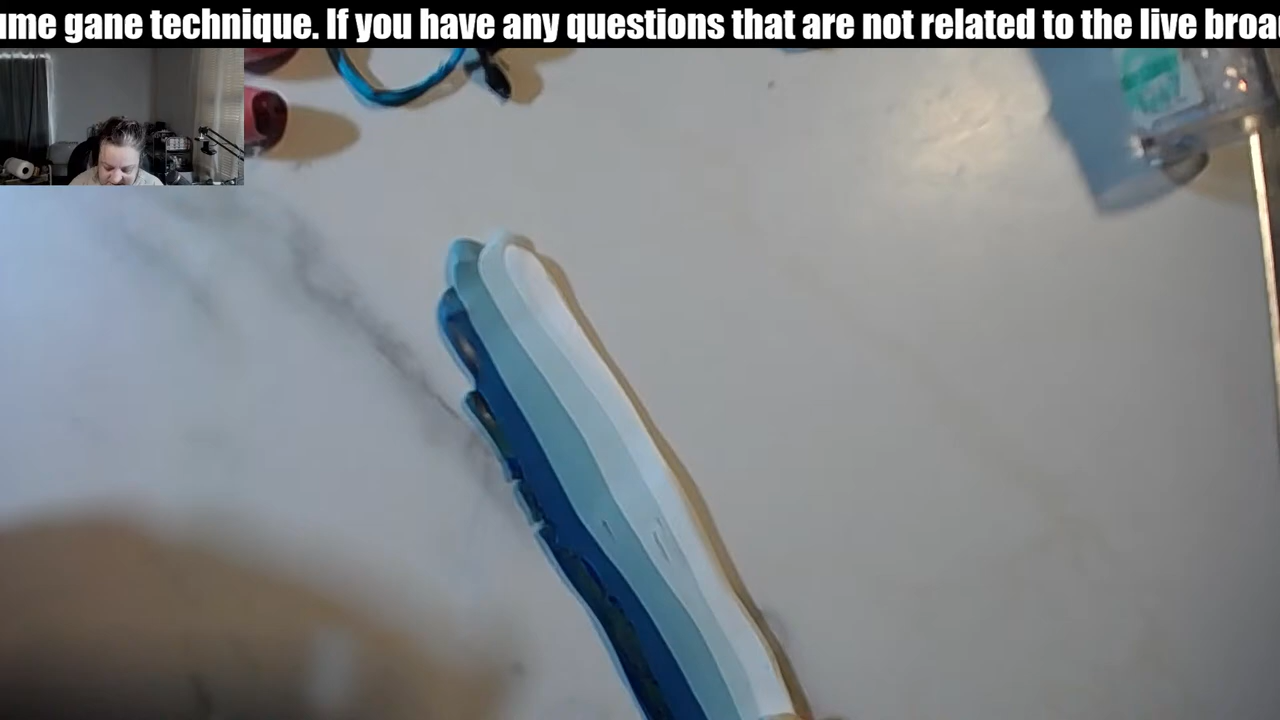 ume gane technique. If you have any questions that are not related to the live broa